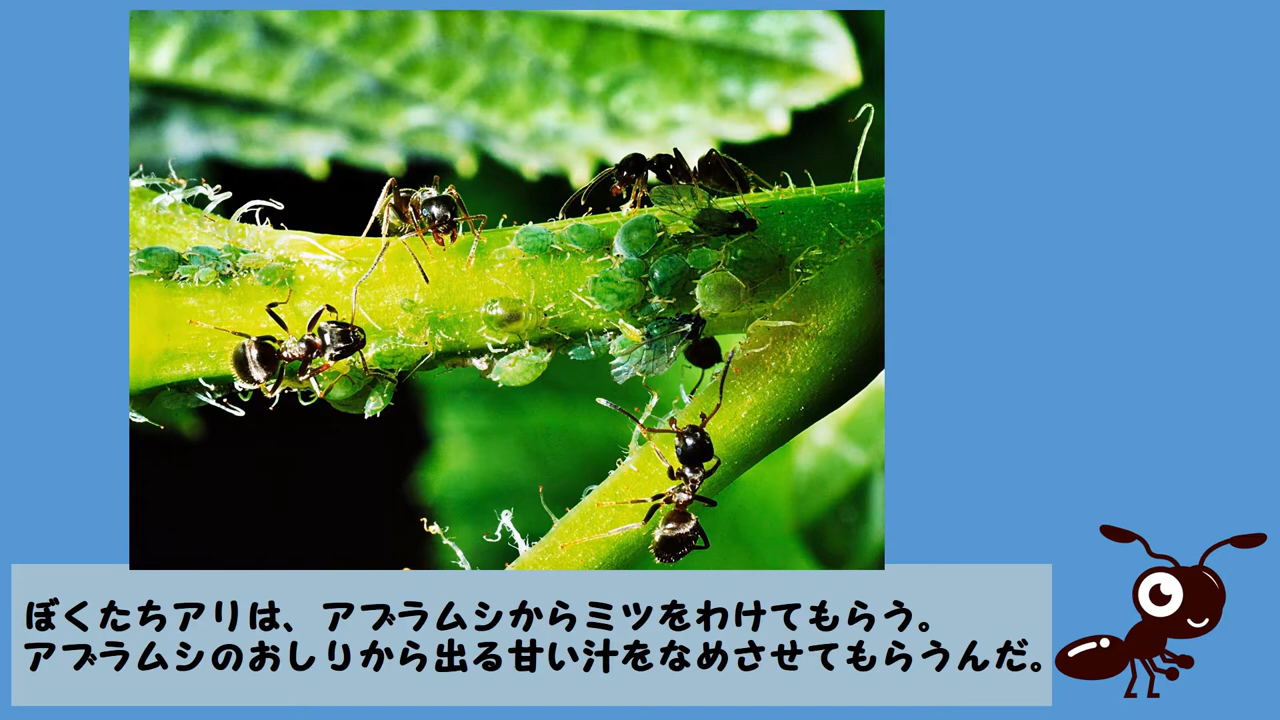 ぼくたちアリは、アブラムシからミツをわけてもらう。
アブラムシのおしりから出る甘い汁をなめさせてもらうんだ。